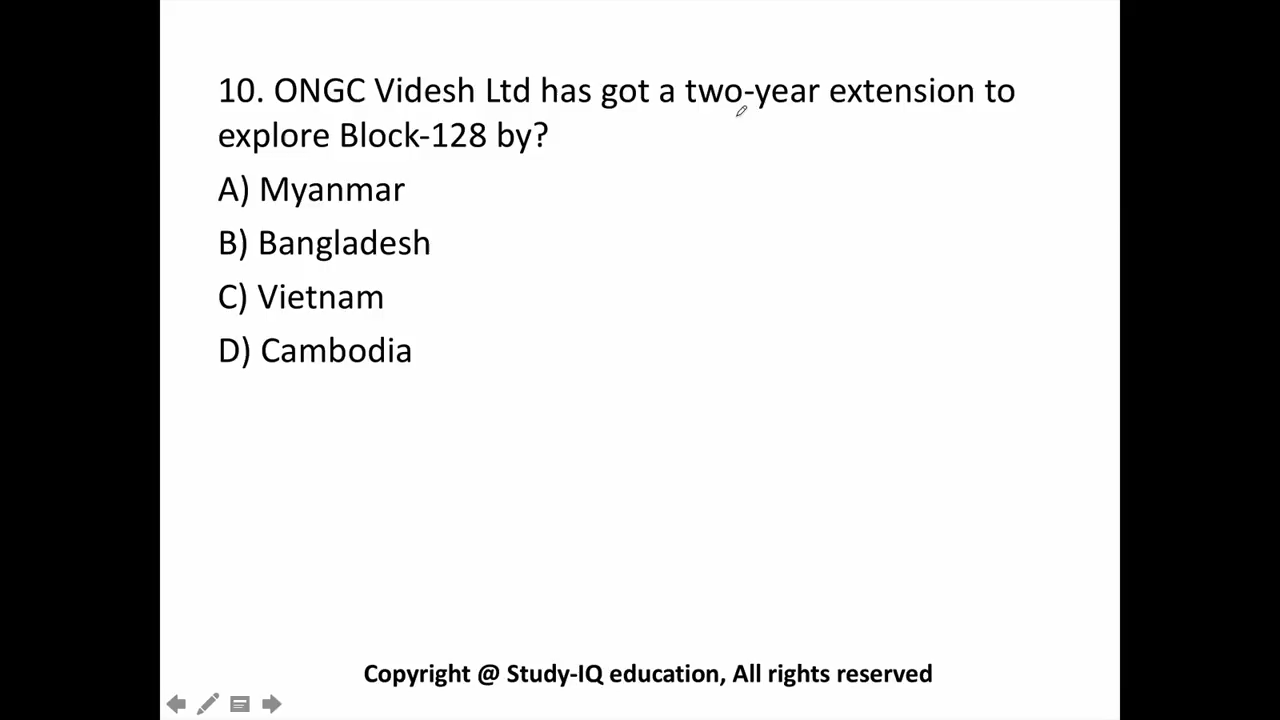 10. ONGC Videsh Ltd has got a two-year extension to
explore Block-128 by?
A) Myanmar
B) Bangladesh
C) Vietnam
D) Cambodia
Copyright @ Study-IQ education, All rights reserved